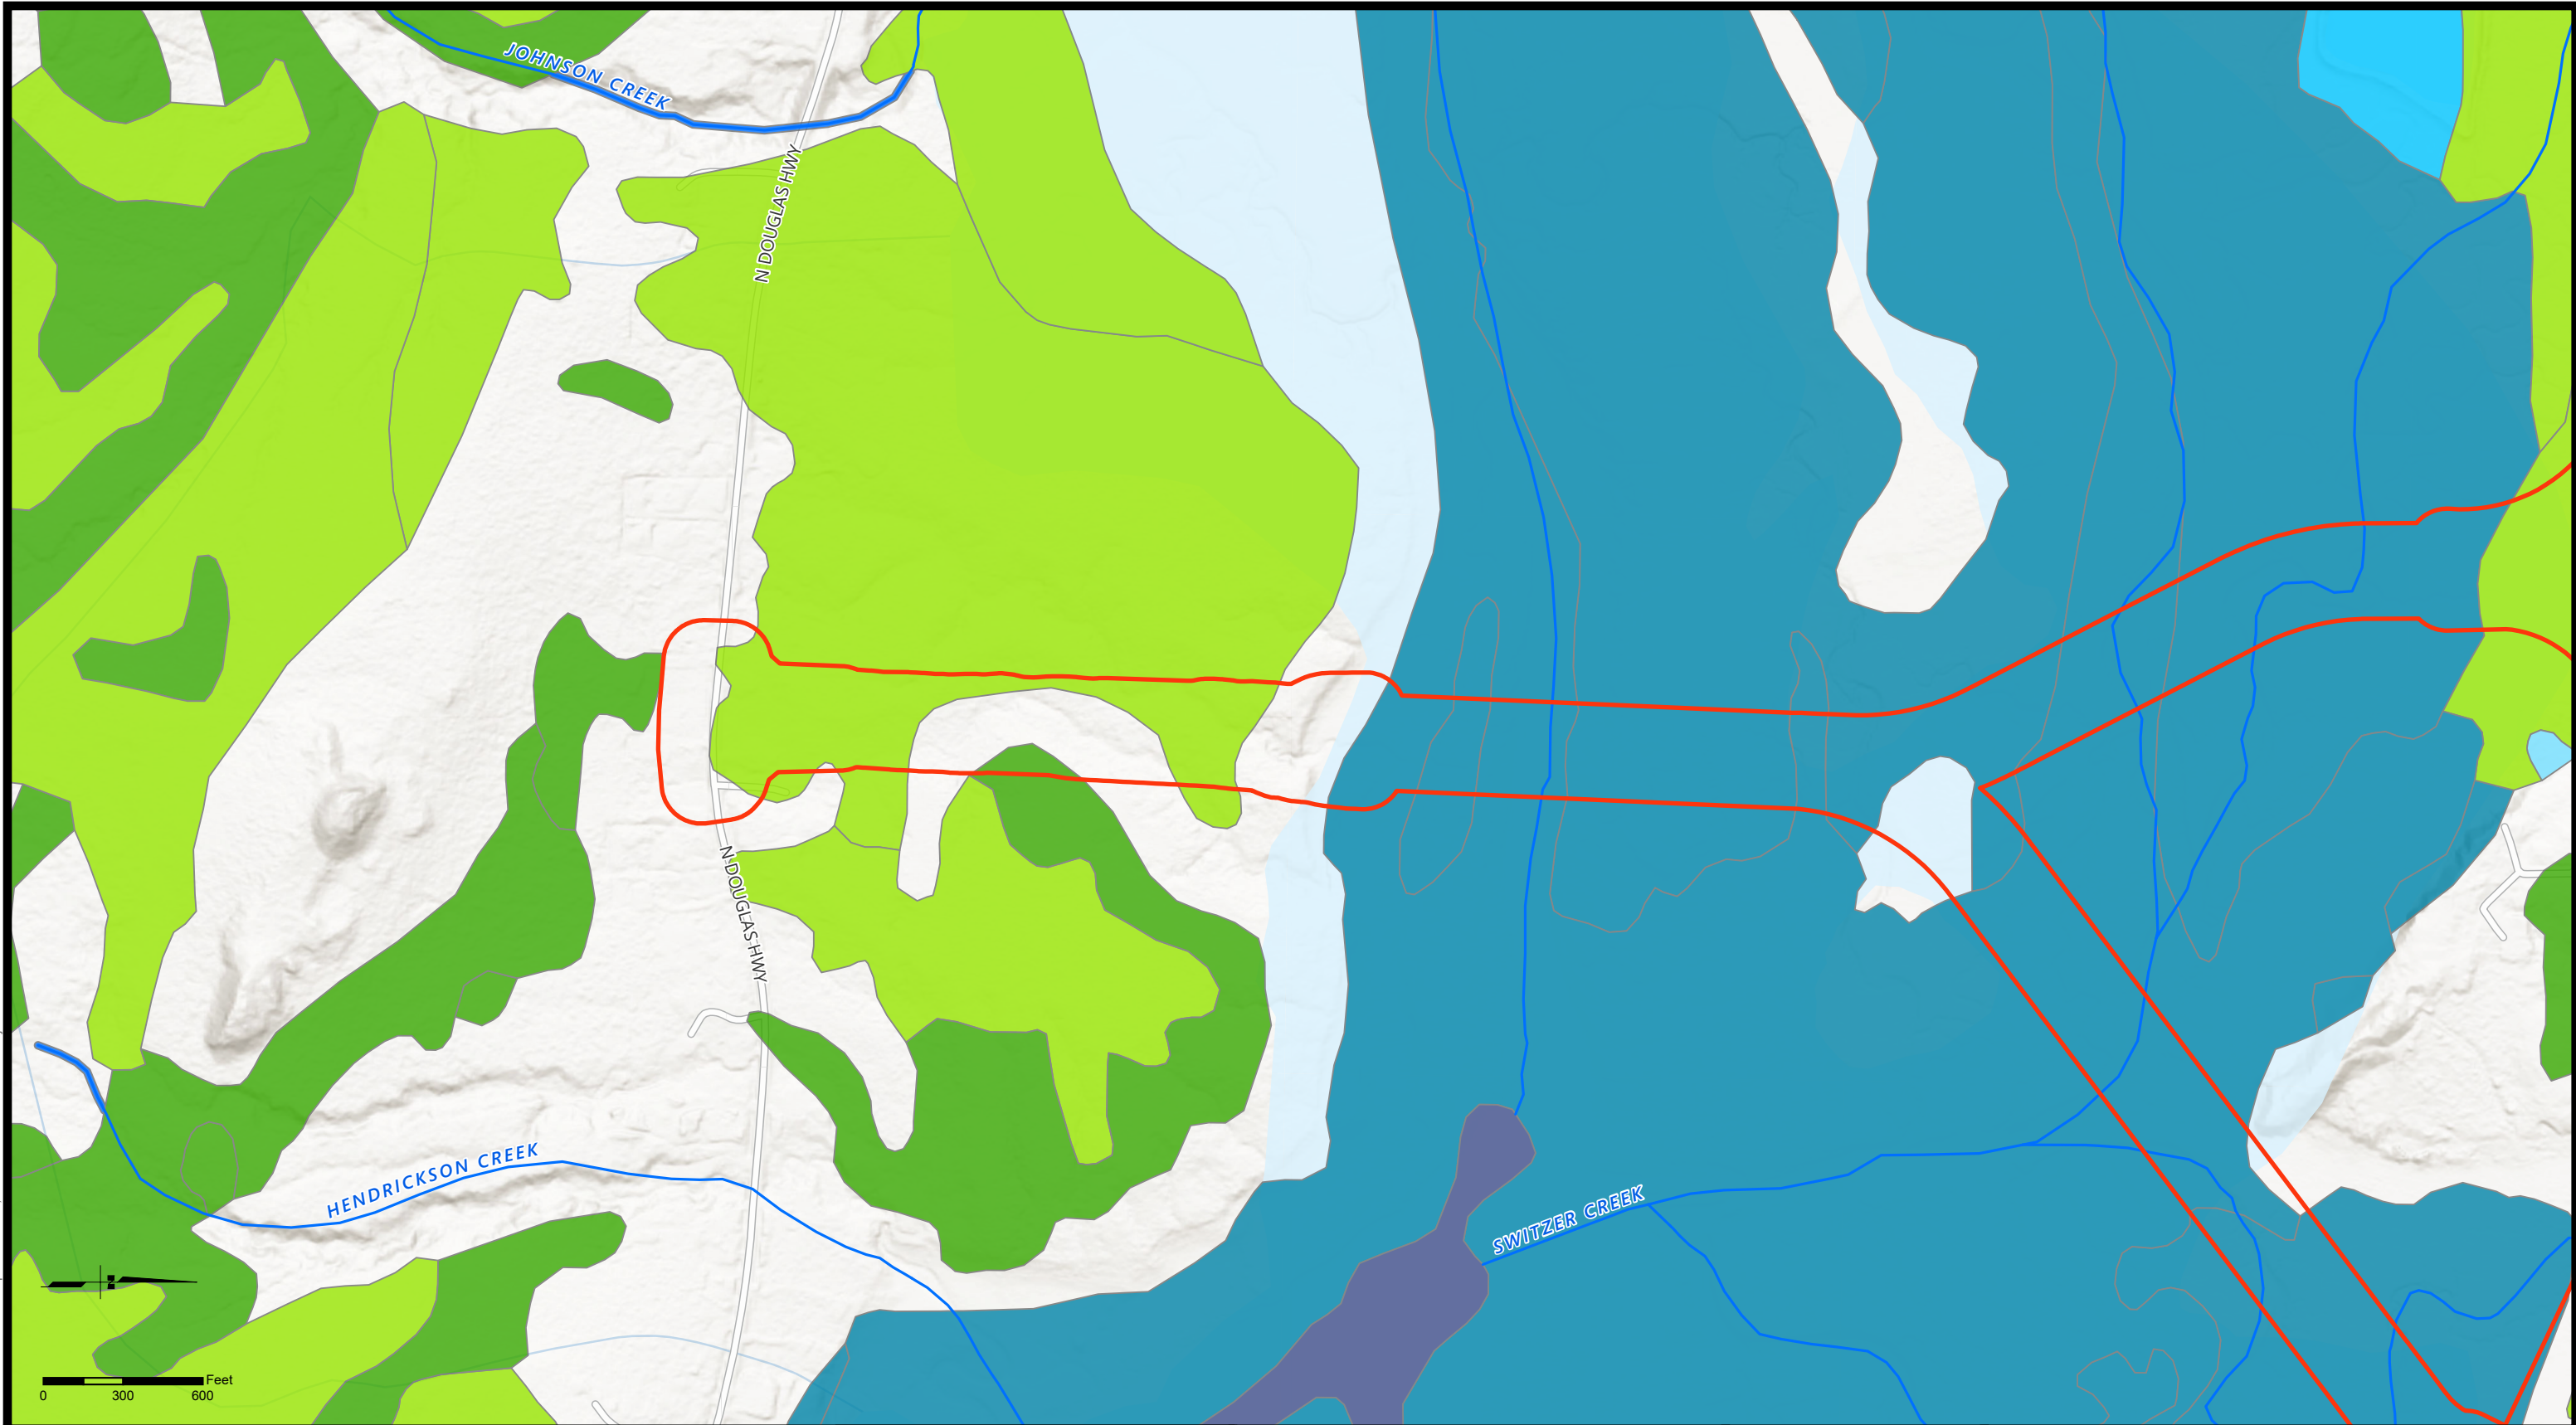 JOHNSON CREEK
N DOUGLAS HWY
N DOUGLAS HWY
HENDRICKSON CREEK
SWITZER CREEK
Feet
0 300 600